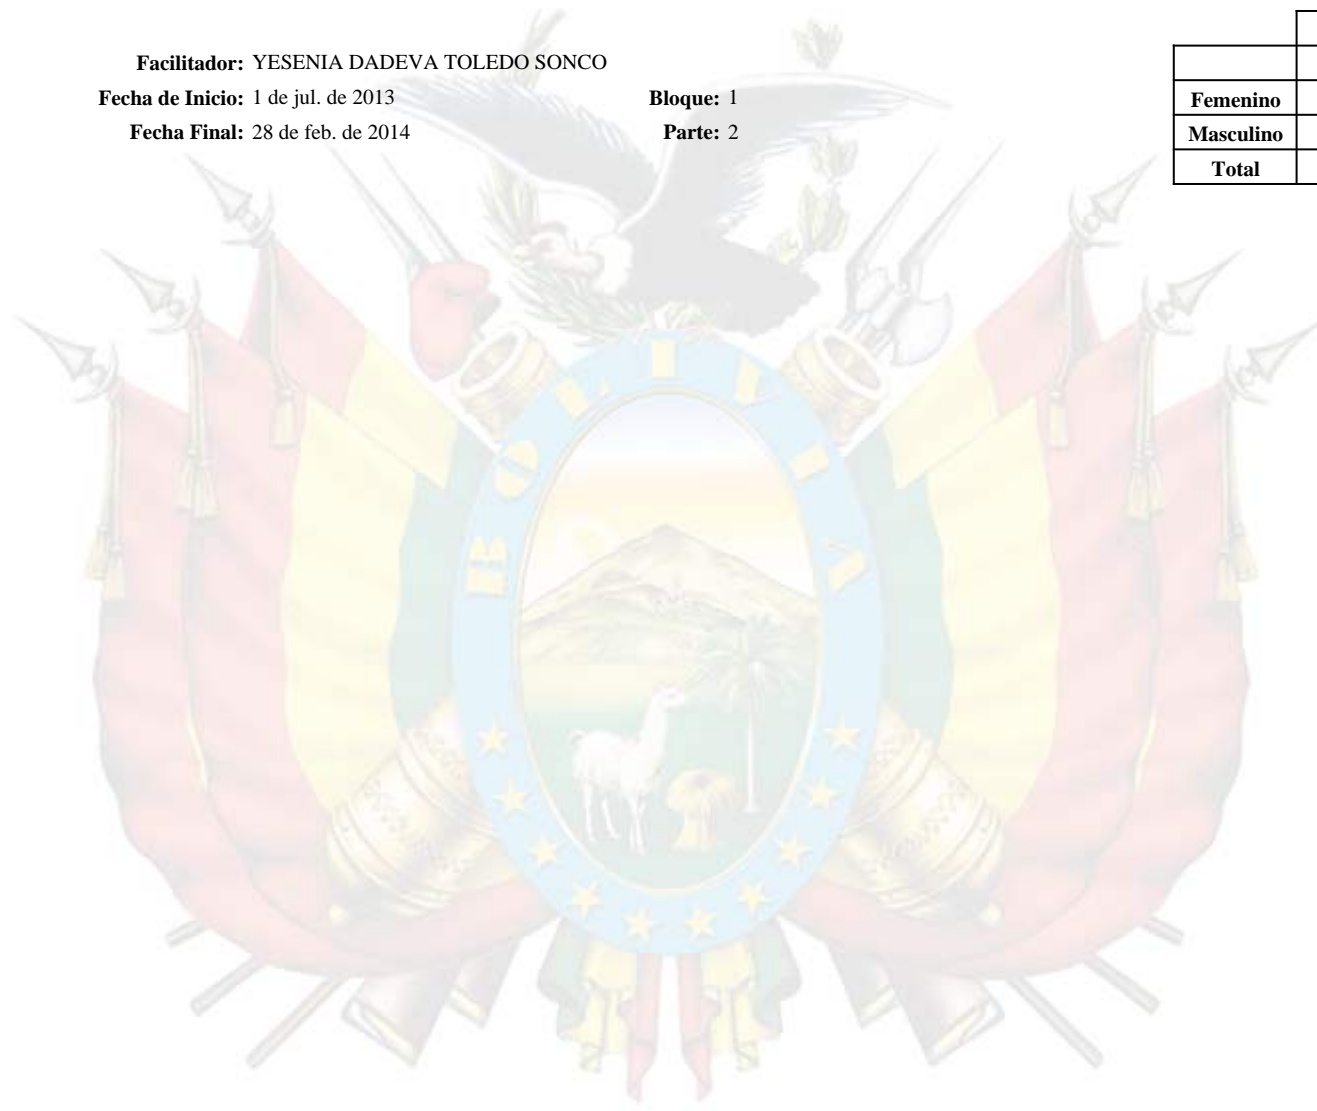 Facilitador: YESENIA DADEVA TOLEDO SONCO
Fecha de Inicio: 1 de jul. de 2013 Bloque: 1
Fecha Final: 28 de feb. de 2014 Parte: 2
Femenino
Masculino
Total
BOLIVIA